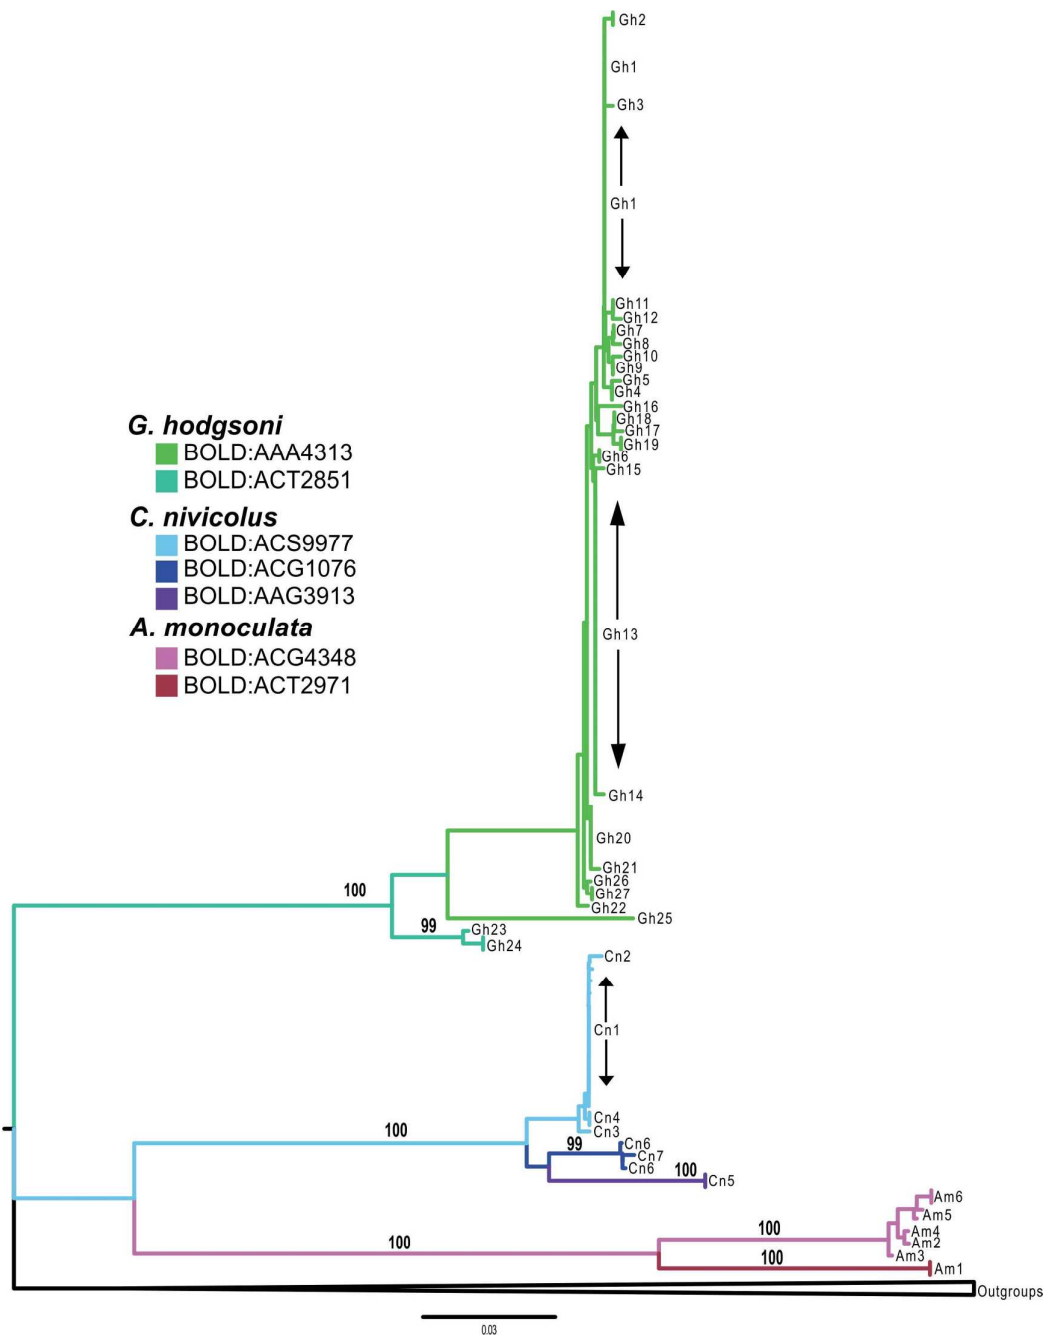 Gh2
Gh1
Gh3
Gh1
Gh11
Gh12
Gh7
Gh8
Gh10
Gh9
Gh5
Gh4
Gh16
Gh18
Gh17
Gh19
Gh6
Gh15
G. hodgsoni
BOLD:AAA4313
BOLD:ACT2851
C. nivicolus
BOLD:ACS9977
BOLD:ACG1076
BOLD:AAG3913
A. monoculata
BOLD:ACG4348
BOLD:ACT2971
Gh13
Gh14
Gh20
Gh21
Gh26
Gh27
Gh22
Gh25
100
99
Gh23
Gh24
Cn2
Cn1
Cn4
Cn3
100
99
Cn6
Cn7
Cn6
100
Cn5
Am6
Am5
100
Am4
Am2
100
Am3
100
Am1
Outgroups
0.03